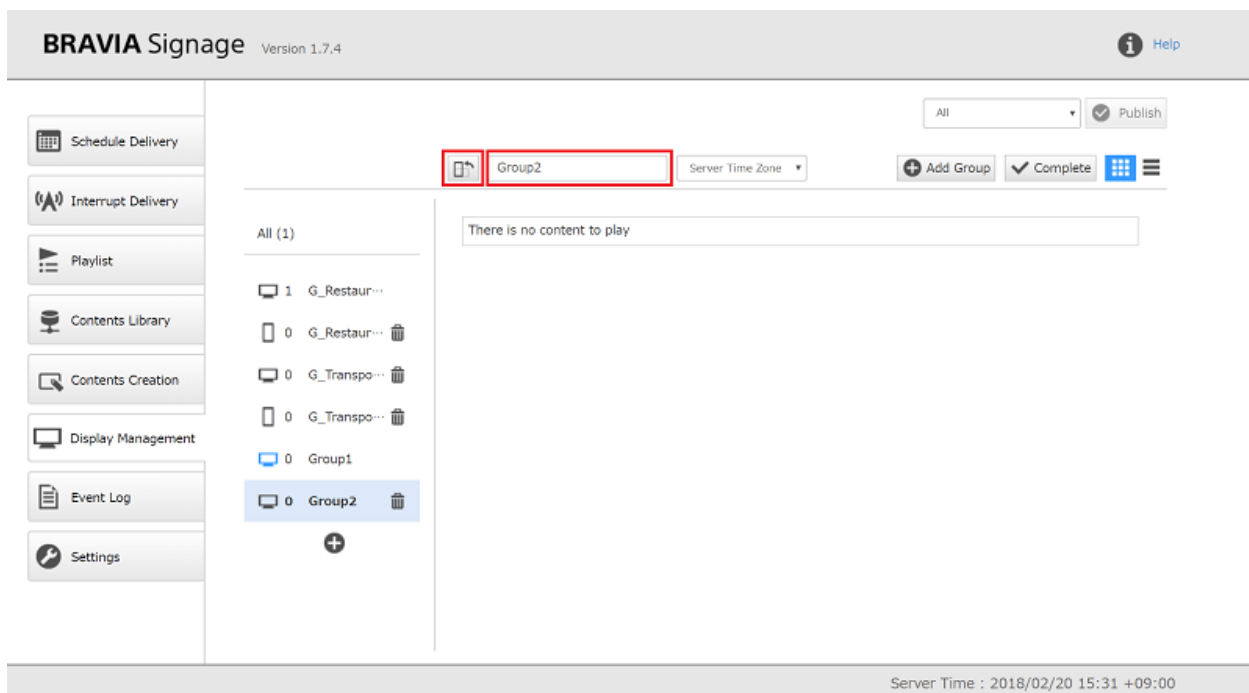 BRAVIA Signage Version 1.7.4
Help
All
Publish
Schedule Delivery
Interrupt Delivery
Playlist
Contents Library
Contents Creation
Display Management
Event Log
Settings
Group2
Server Time Zone
Add Group
Complete
All (1)
1 G_Restaur···
0 G_Restaur···
0 G_Transpo···
0 G_Transpo···
0 Group1
0 Group2
There is no content to play
Server Time : 2018/02/20 15:31 +09:00